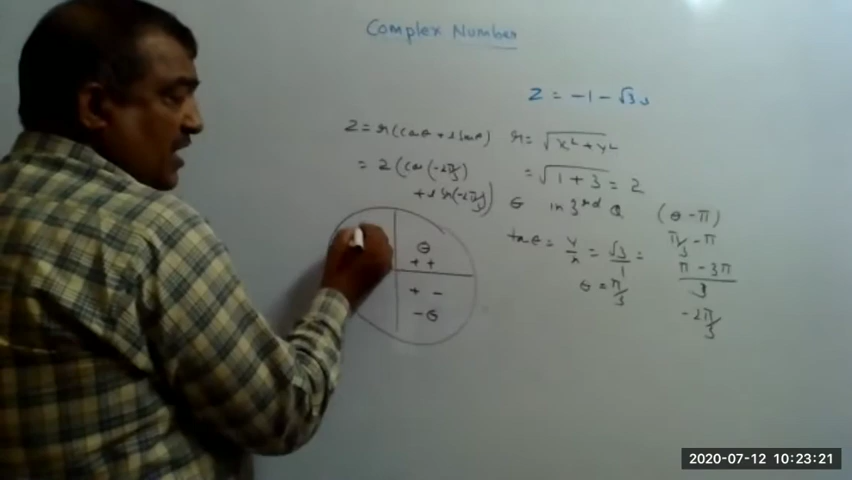 Complex Number
Z = -1 - √3 i
Z = r(cosθ + i sinθ)
= 2 (cos(-2π/3)
+ i sin(-2π/3))
r = √x² + y²
= √1 + 3 = 2
θ in 3rd Q
tanθ = y/x = √3/1 =
θ = π/3
(θ - π)
π/3 - π
π - 3π
3
-2π/3
θ
+ +
+ -
-θ
2020-07-12 10:23:21